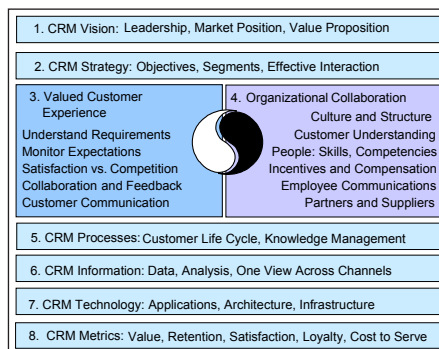 1. CRM Vision: Leadership, Market Position, Value Proposition
2. CRM Strategy: Objectives, Segments, Effective Interaction
3. Valued Customer
Experience
Understand Requirements
Monitor Expectations
Satisfaction vs. Competition
Collaboration and Feedback
Customer Communication
4. Organizational Collaboration
Culture and Structure
Customer Understanding
People: Skills, Competencies
Incentives and Compensation
Employee Communications
Partners and Suppliers
5. CRM Processes: Customer Life Cycle, Knowledge Management
6. CRM Information: Data, Analysis, One View Across Channels
7. CRM Technology: Applications, Architecture, Infrastructure
8. CRM Metrics: Value, Retention, Satisfaction, Loyalty, Cost to Serve